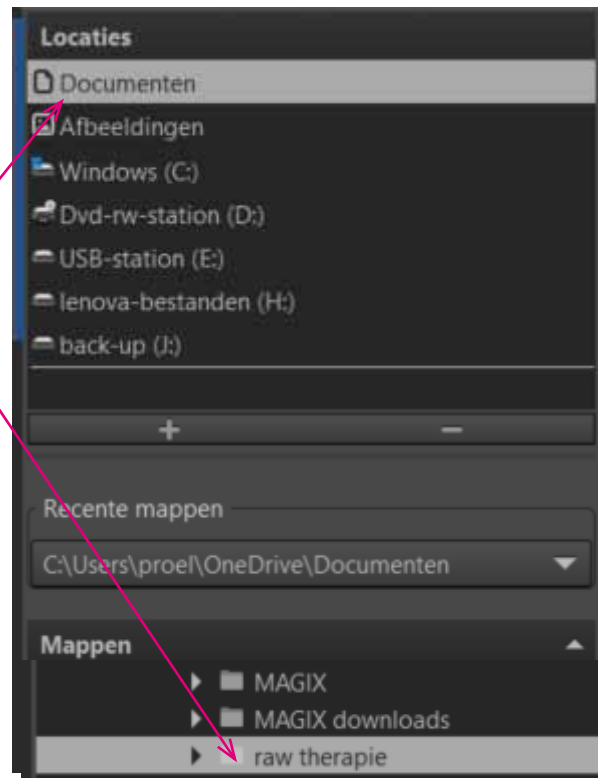 Locaties
Documenten
Afbeeldingen
Windows (C:)
Dvd-rw-station (D:)
USB-station (E:)
lenova-bestanden (H:)
back-up (J:)
+ −
Recente mappen
C:\Users\proel\OneDrive\Documenten
Mappen
MAGIX
MAGIX downloads
raw therapie